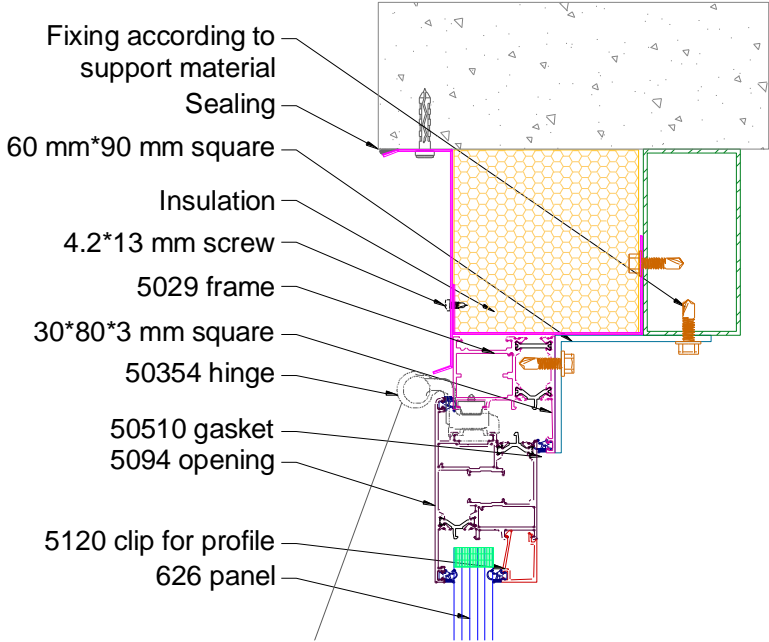 Fixing according to
support material
Sealing
60 mm*90 mm square
Insulation
4.2*13 mm screw
5029 frame
30*80*3 mm square
50354 hinge
50510 gasket
5094 opening
5120 clip for profile
626 panel